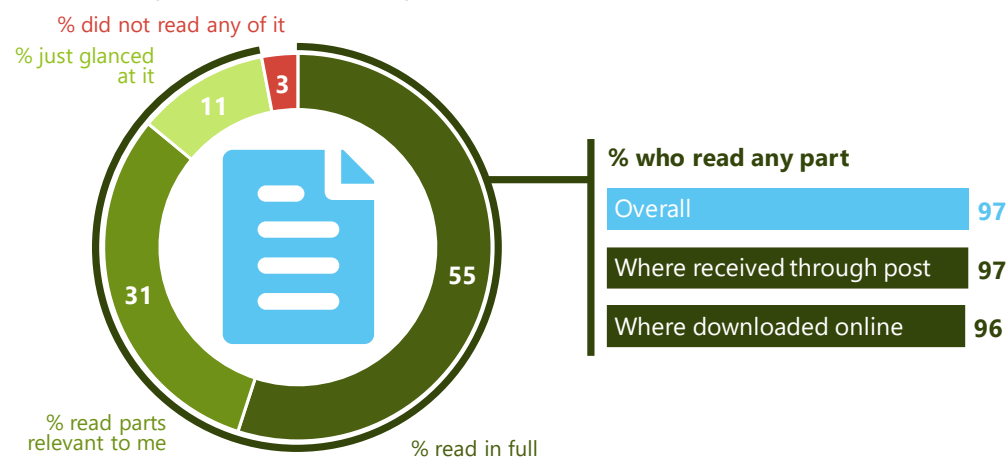 % did not read any of it
% just glanced
at it
3
11
% who read any part
Overall 97
Where received through post 97
55
31
Where downloaded online 96
% read parts
relevant to me
% read in full